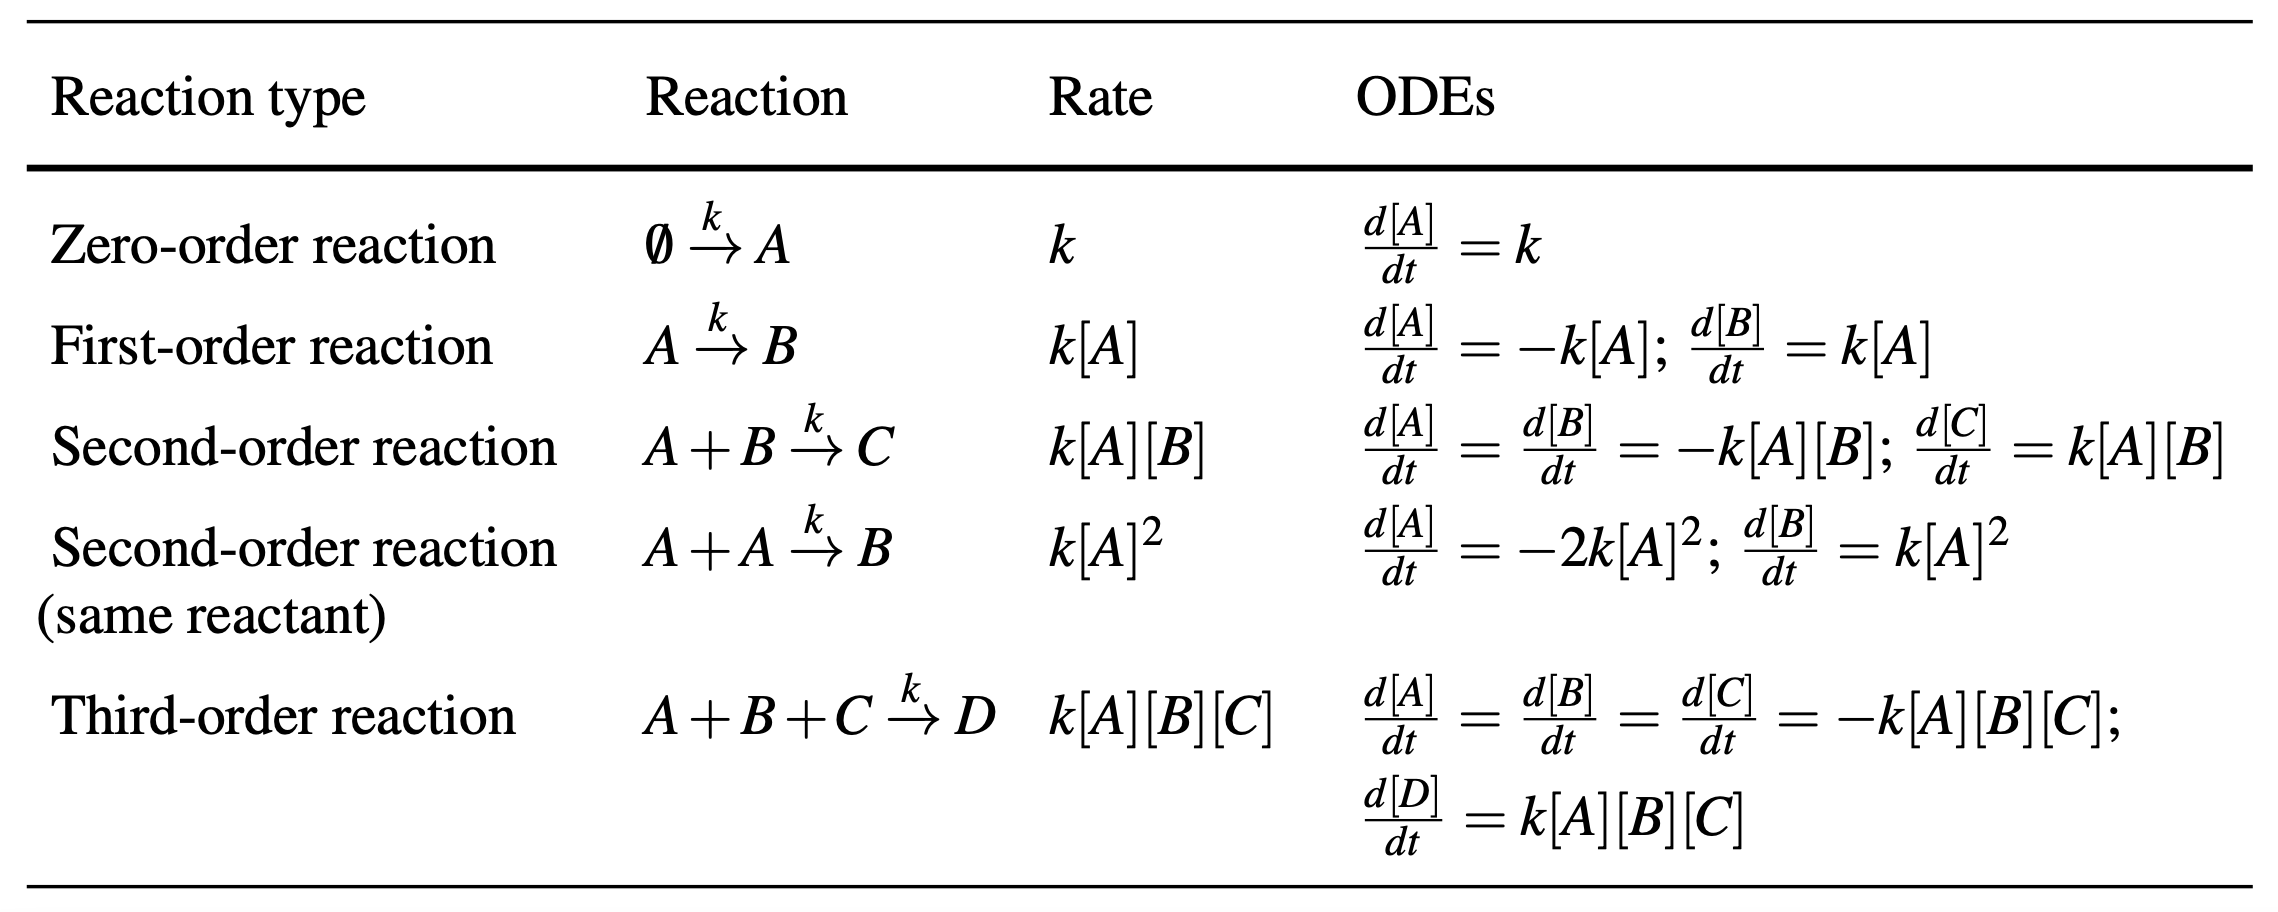 Reaction type Reaction Rate ODEs
Zero-order reaction ∅ \xrightarrow{k} A k \frac{d[A]}{dt} = k
First-order reaction A \xrightarrow{k} B k[A] \frac{d[A]}{dt} = −k[A]; \frac{d[B]}{dt} = k[A]
Second-order reaction A + B \xrightarrow{k} C k[A][B] \frac{d[A]}{dt} = \frac{d[B]}{dt} = −k[A][B]; \frac{d[C]}{dt} = k[A][B]
Second-order reaction A + A \xrightarrow{k} B k[A]^2 \frac{d[A]}{dt} = −2k[A]^2; \frac{d[B]}{dt} = k[A]^2
(same reactant)
Third-order reaction A + B + C \xrightarrow{k} D k[A][B][C] \frac{d[A]}{dt} = \frac{d[B]}{dt} = \frac{d[C]}{dt} = −k[A][B][C];
\frac{d[D]}{dt} = k[A][B][C]